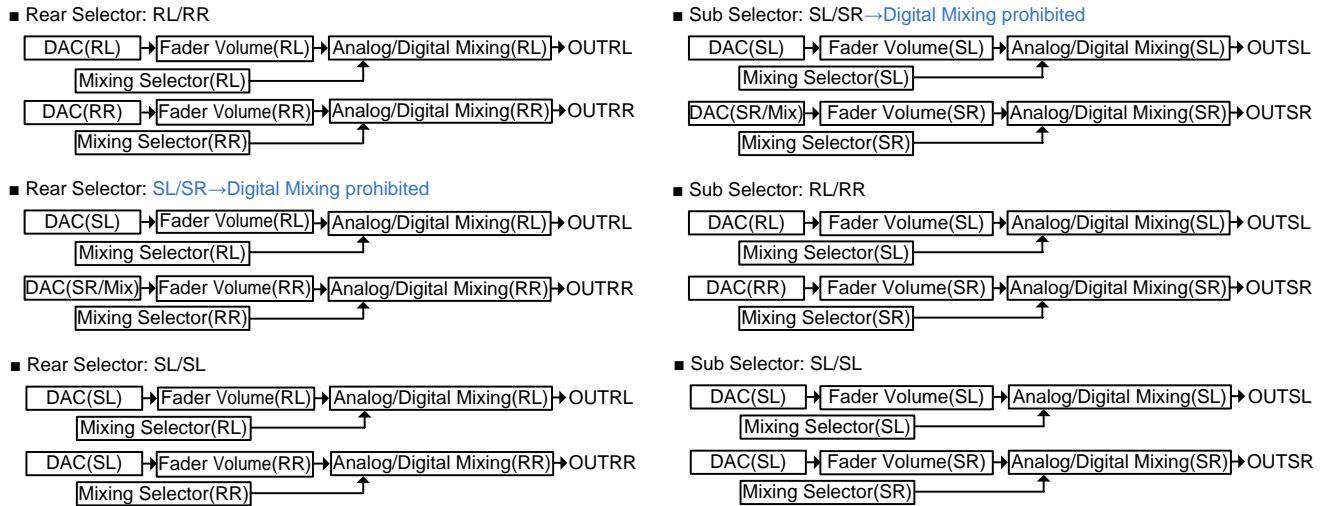 ■ Rear Selector: RL/RR
DAC(RL) Fader Volume(RL) Analog/Digital Mixing(RL) OUTRL
Mixing Selector(RL)
DAC(RR) Fader Volume(RR) Analog/Digital Mixing(RR) OUTRR
Mixing Selector(RR)
■ Rear Selector: SL/SR→Digital Mixing prohibited
DAC(SL) Fader Volume(RL) Analog/Digital Mixing(RL) OUTRL
Mixing Selector(RL)
DAC(SR/Mix) Fader Volume(RR) Analog/Digital Mixing(RR) OUTRR
Mixing Selector(RR)
■ Rear Selector: SL/SL
DAC(SL) Fader Volume(RL) Analog/Digital Mixing(RL) OUTRL
Mixing Selector(RL)
DAC(SL) Fader Volume(RR) Analog/Digital Mixing(RR) OUTRR
Mixing Selector(RR)
■ Sub Selector: SL/SR→Digital Mixing prohibited
DAC(SL) Fader Volume(SL) Analog/Digital Mixing(SL) OUTSL
Mixing Selector(SL)
DAC(SR/Mix) Fader Volume(SR) Analog/Digital Mixing(SR) OUTSR
Mixing Selector(SR)
■ Sub Selector: RL/RR
DAC(RL) Fader Volume(SL) Analog/Digital Mixing(SL) OUTSL
Mixing Selector(SL)
DAC(RR) Fader Volume(SR) Analog/Digital Mixing(SR) OUTSR
Mixing Selector(SR)
■ Sub Selector: SL/SL
DAC(SL) Fader Volume(SL) Analog/Digital Mixing(SL) OUTSL
Mixing Selector(SL)
DAC(SL) Fader Volume(SR) Analog/Digital Mixing(SR) OUTSR
Mixing Selector(SR)